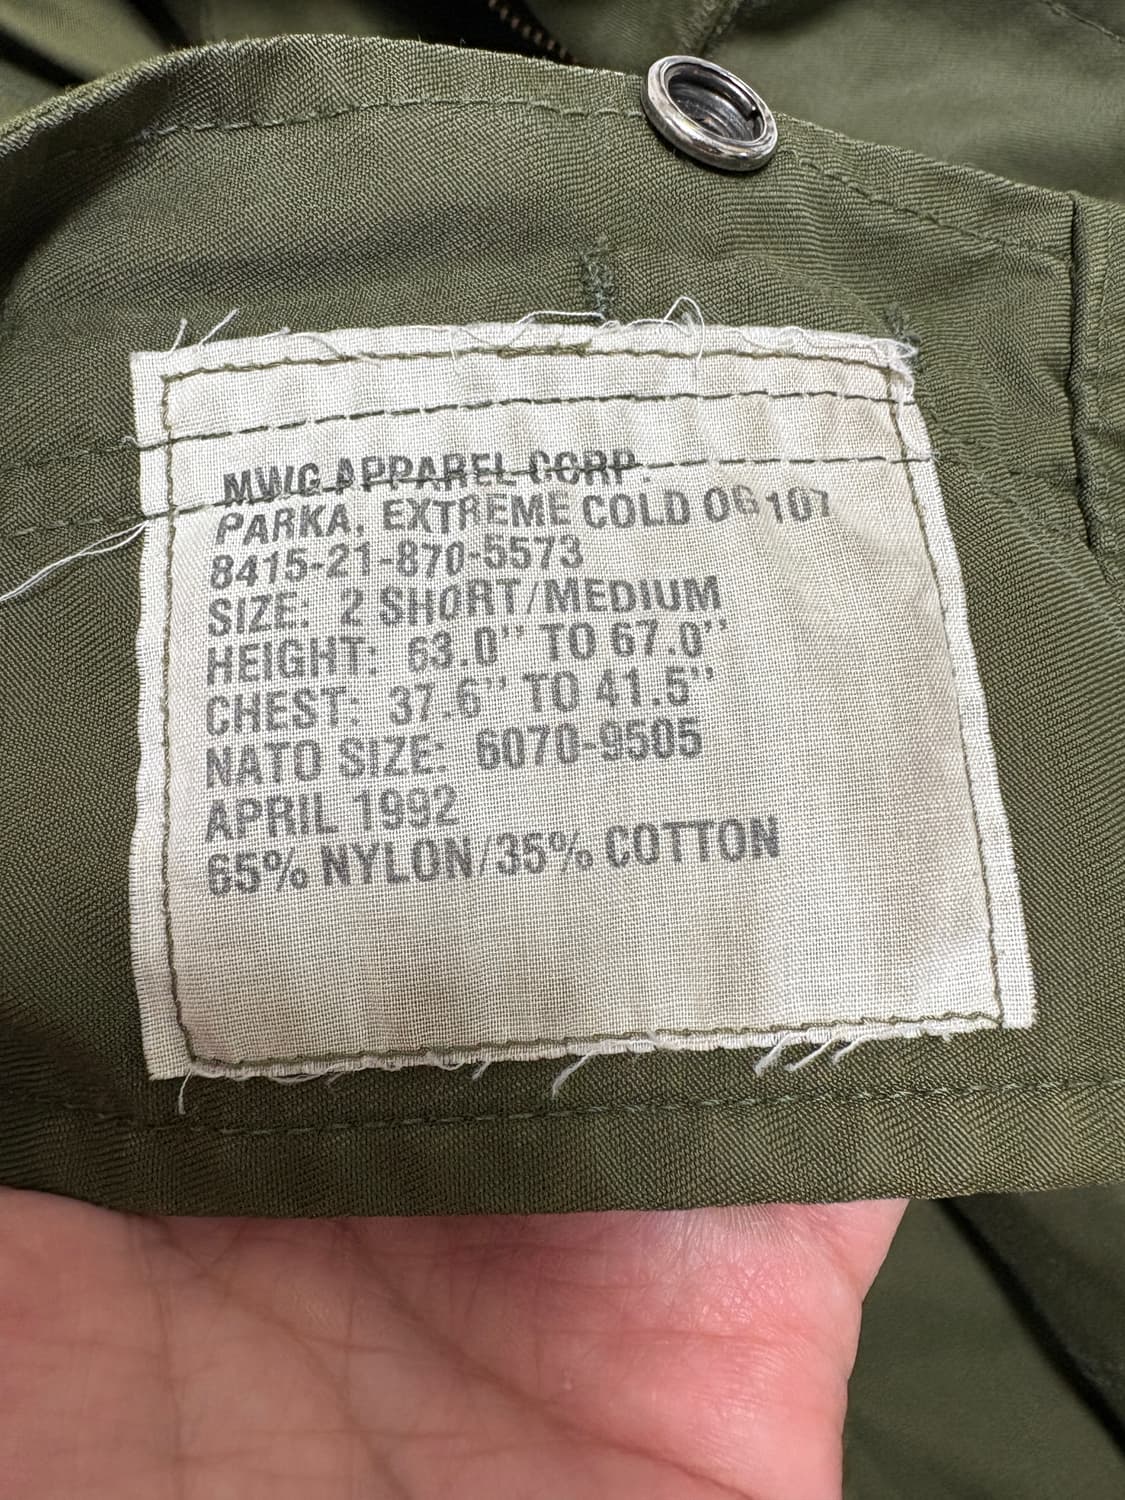 MWG APPAREL CORP.
PARKA, EXTREME COLD OG 107
8415-21-870-5573
SIZE: 2 SHORT/MEDIUM
HEIGHT: 63.0" TO 67.0"
CHEST: 37.6" TO 41.5"
NATO SIZE: 6070-9505
APRIL 1992
65% NYLON/35% COTTON